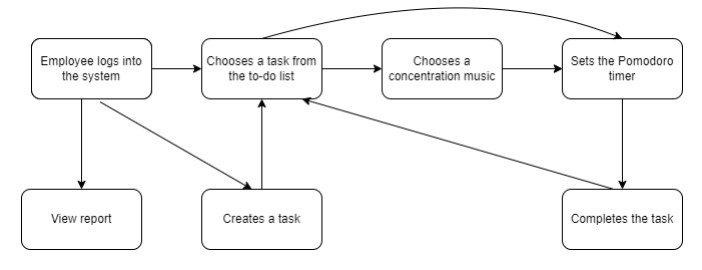 Employee logs into
the system
Chooses a task from
the to-do list
Chooses a
concentration music
Sets the Pomodoro
timer
View report
Creates a task
Completes the task